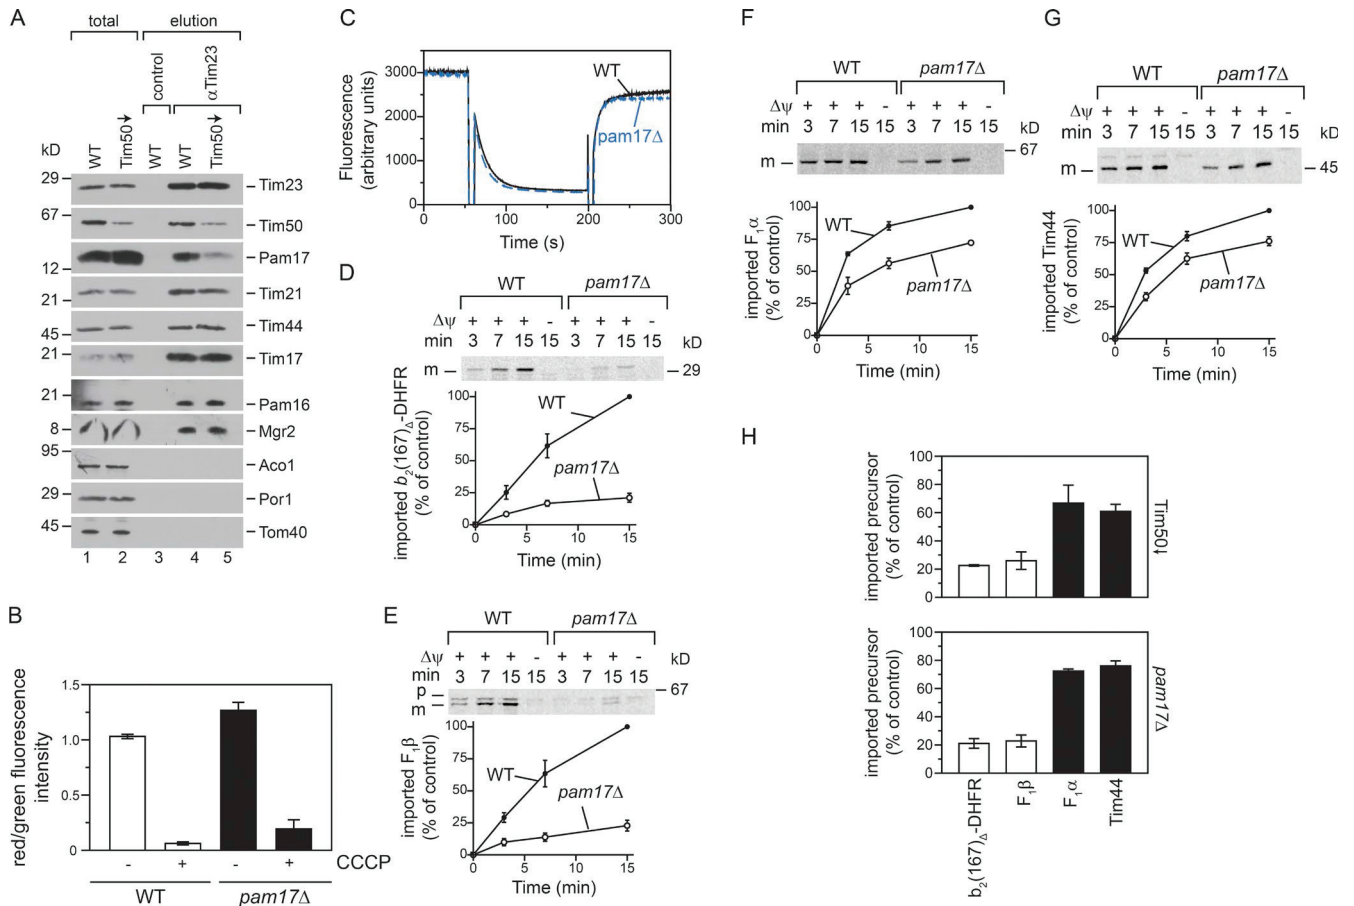 A
total elution
control
αTim23
WT
Tim50↓
WT
WT
Tim50↓
kD
29
Tim23
67
Tim50
12
Pam17
21
Tim21
45
Tim44
21
Tim17
21
Pam16
8
Mgr2
95
Aco1
29
Por1
45
Tom40
1 2 3 4 5
B
red/green fluorescence
intensity
1.5
1.0
0.5
0
- + - + CCCP
WT pam17Δ
C
Fluorescence
(arbitrary units)
3000
2000
1000
0
WT
pam17Δ
0 100 200 300
Time (s)
D
WT pam17Δ
Δψ + + + - + + + -
min 3 7 15 15 3 7 15 15 kD
m 29
imported b2(167)Δ-DHFR
(% of control)
100
75
50
25
0
WT
pam17Δ
0 5 10 15
Time (min)
E
WT pam17Δ
Δψ + + + - + + + - kD
min 3 7 15 15 3 7 15 15
p
m
67
imported F1β
(% of control)
100
75
50
25
0
WT
pam17Δ
0 5 10 15
Time (min)
F
WT pam17Δ
Δψ + + + - + + + -
min 3 7 15 15 3 7 15 15 kD
m
67
imported F1α
(% of control)
100
75
50
25
0
WT
pam17Δ
0 5 10 15
Time (min)
G
WT pam17Δ
Δψ + + + - + + + -
min 3 7 15 15 3 7 15 15 kD
m 45
imported Tim44
(% of control)
100
75
50
25
0
WT
pam17Δ
0 5 10 15
Time (min)
H
imported precursor
(% of control)
100
80
60
40
20
0
Tim50↓
imported precursor
(% of control)
100
80
60
40
20
0
pam17Δ
b2(167)Δ-DHFR
F1β
F1α
Tim44